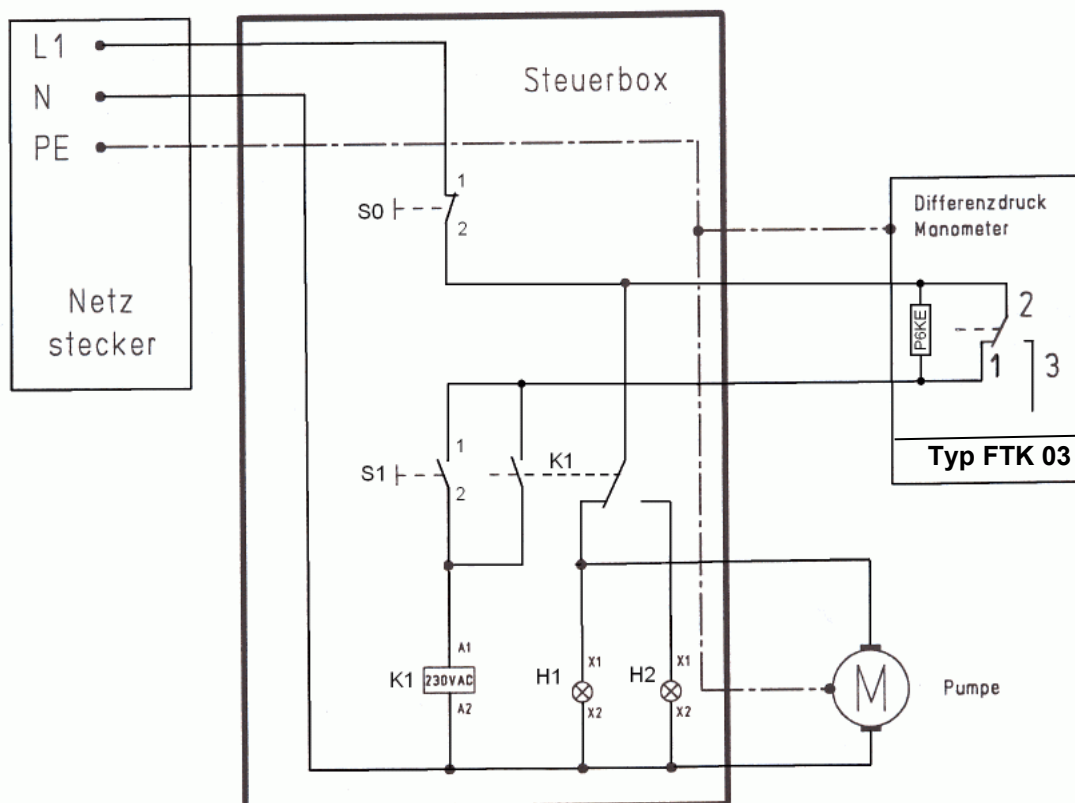 L1
N
PE
Netz
stecker
Steuerbox
S0
1
2
Differenzdruck
Manometer
P6KE
2
1
3
Typ FTK 03
S1
1
2
K1
K1
A1
230VAC
A2
H1
X1
X2
H2
X1
X2
M
Pumpe